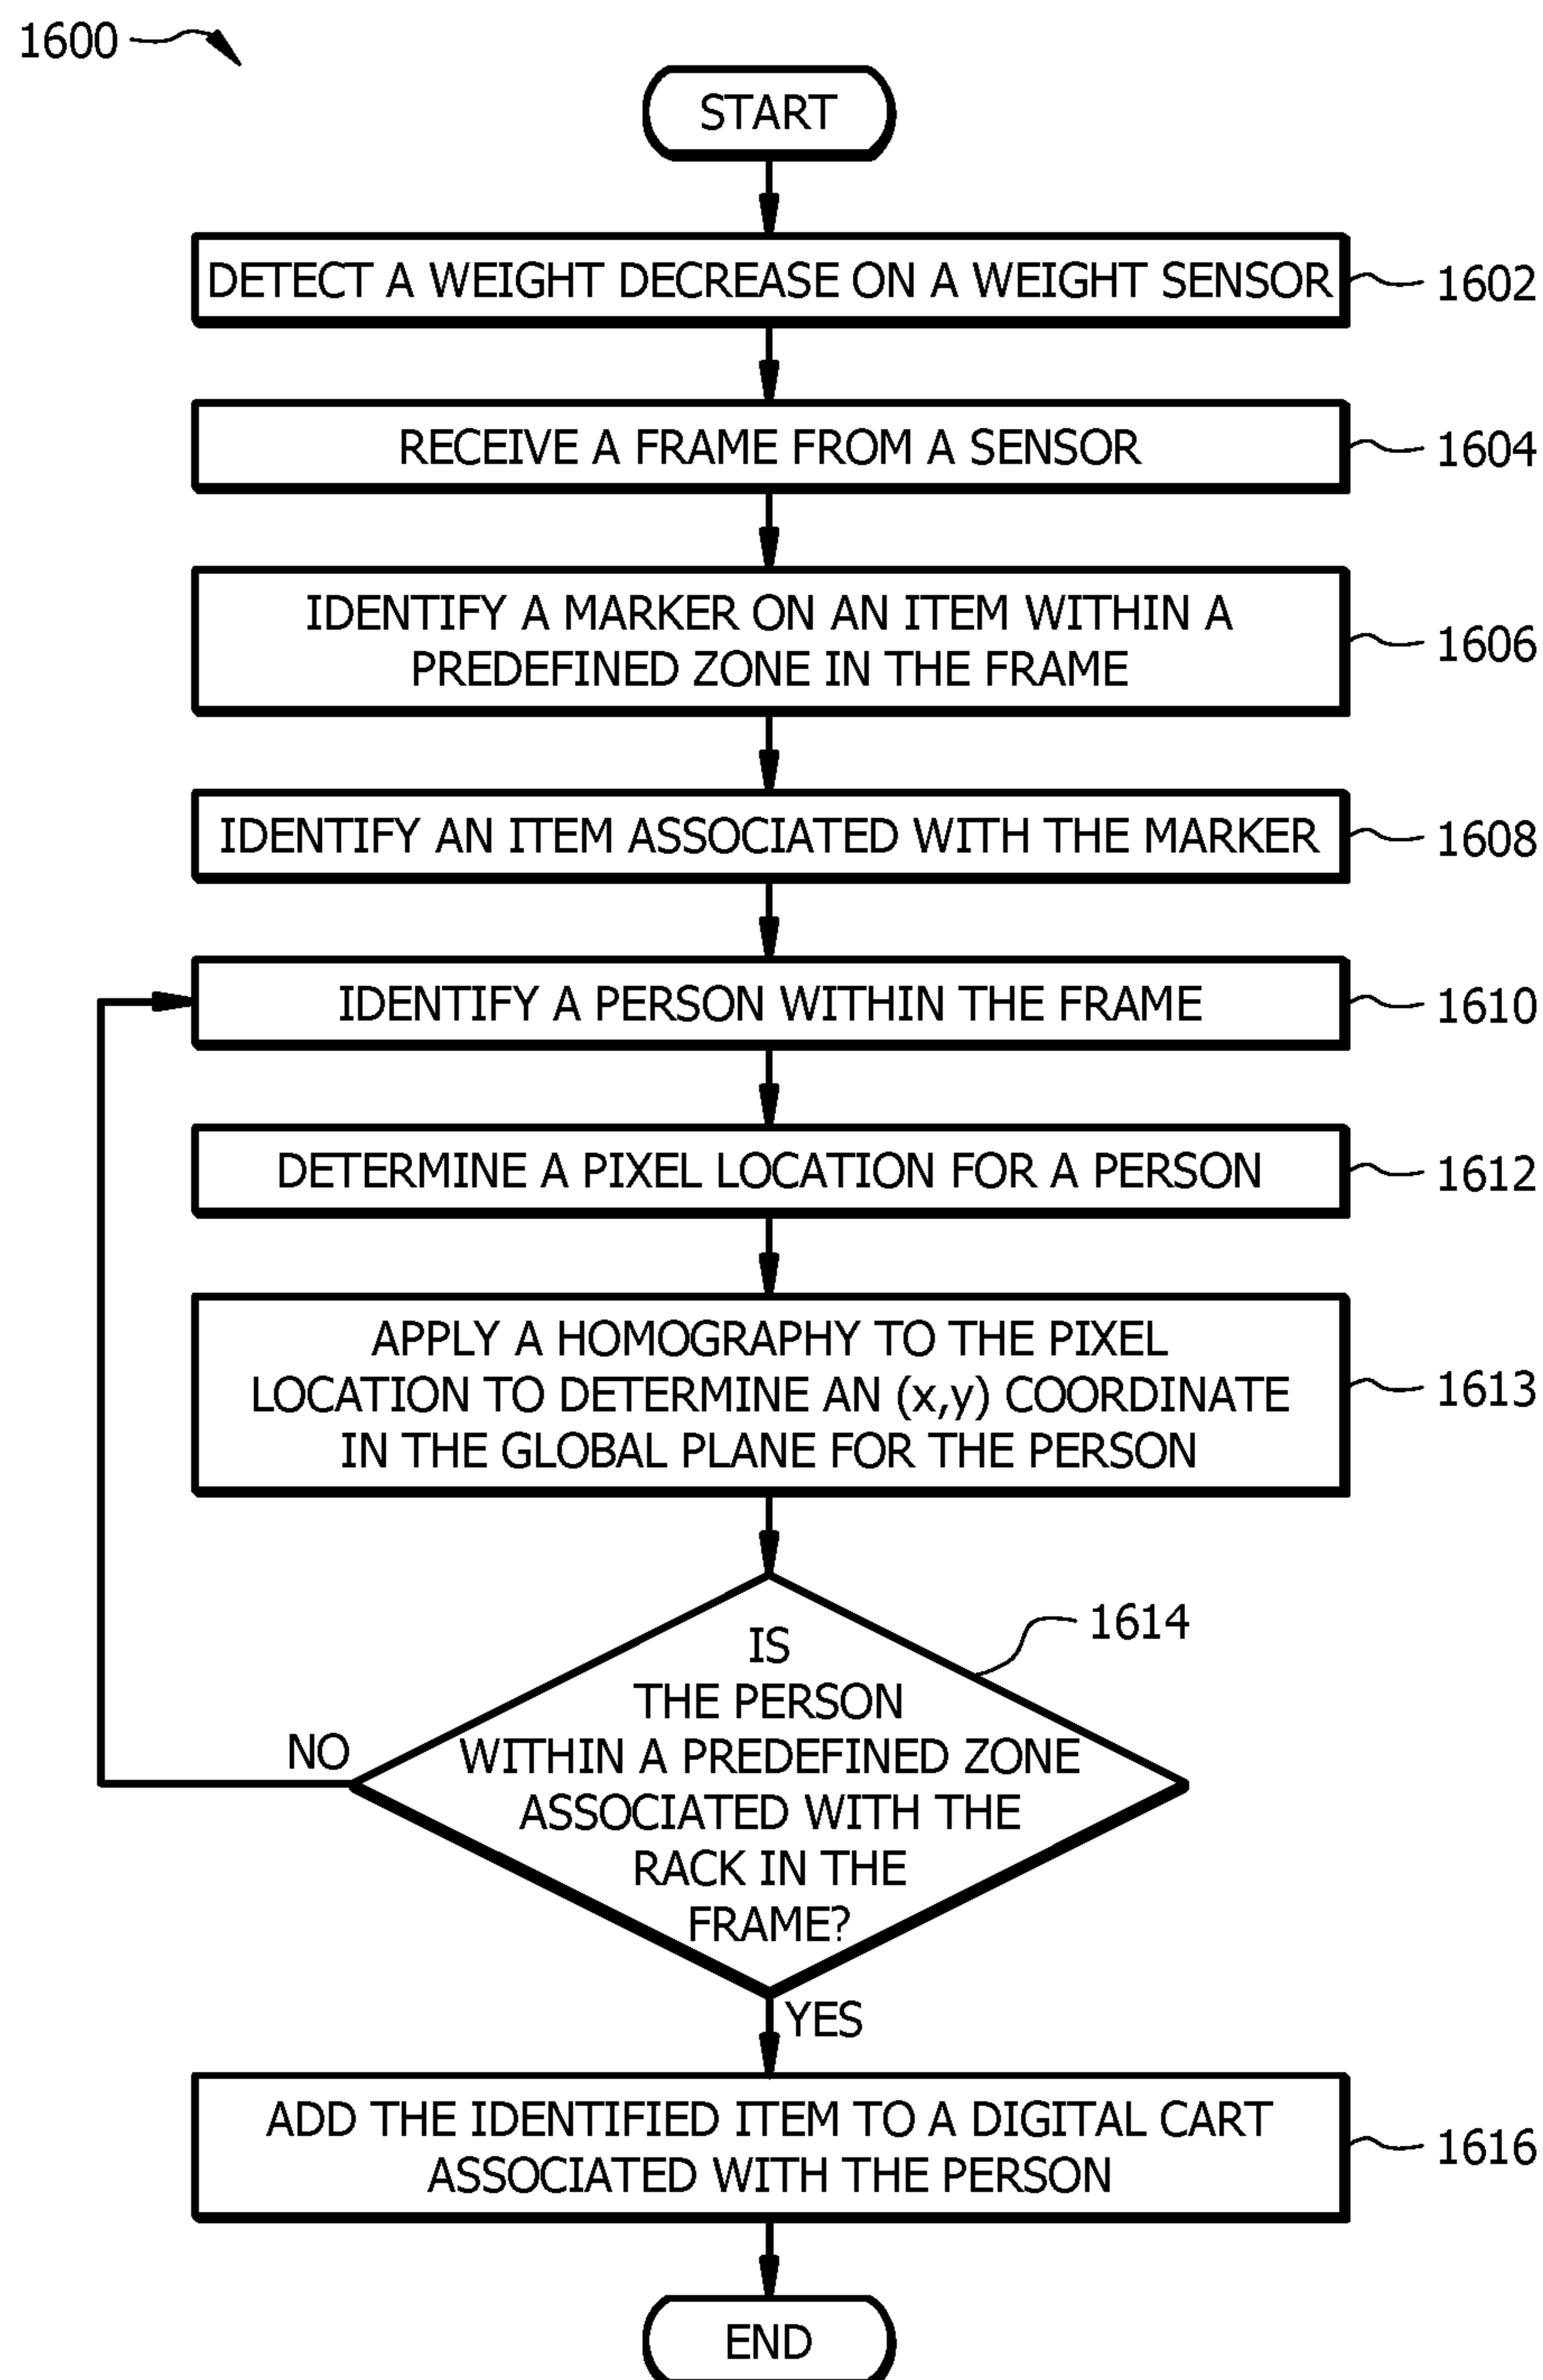 1600
START
DETECT A WEIGHT DECREASE ON A WEIGHT SENSOR
1602
RECEIVE A FRAME FROM A SENSOR
1604
IDENTIFY A MARKER ON AN ITEM WITHIN A
PREDEFINED ZONE IN THE FRAME
1606
IDENTIFY AN ITEM ASSOCIATED WITH THE MARKER
1608
IDENTIFY A PERSON WITHIN THE FRAME
1610
DETERMINE A PIXEL LOCATION FOR A PERSON
1612
APPLY A HOMOGRAPHY TO THE PIXEL
LOCATION TO DETERMINE AN (x,y) COORDINATE
IN THE GLOBAL PLANE FOR THE PERSON
1613
IS
THE PERSON
WITHIN A PREDEFINED ZONE
ASSOCIATED WITH THE
RACK IN THE
FRAME?
1614
NO
YES
ADD THE IDENTIFIED ITEM TO A DIGITAL CART
ASSOCIATED WITH THE PERSON
1616
END